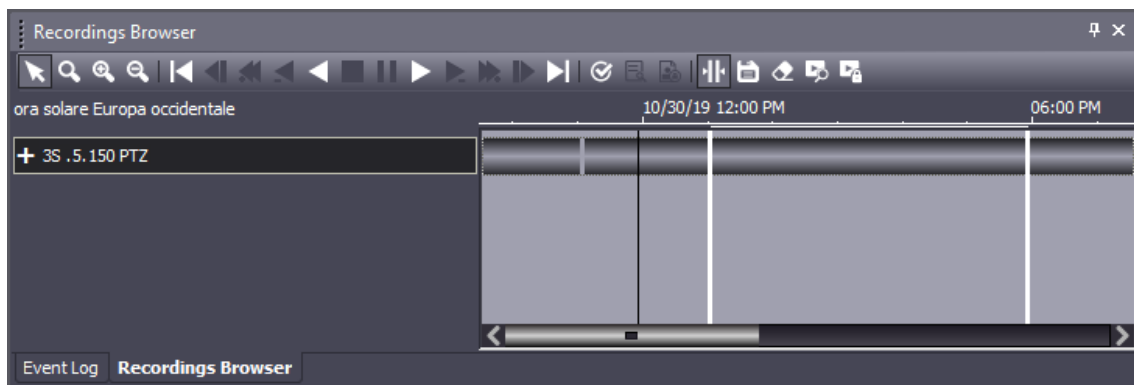 Recordings Browser
ora solare Europa occidentale
10/30/19 12:00 PM
06:00 PM
3S .5.150 PTZ
Event Log
Recordings Browser